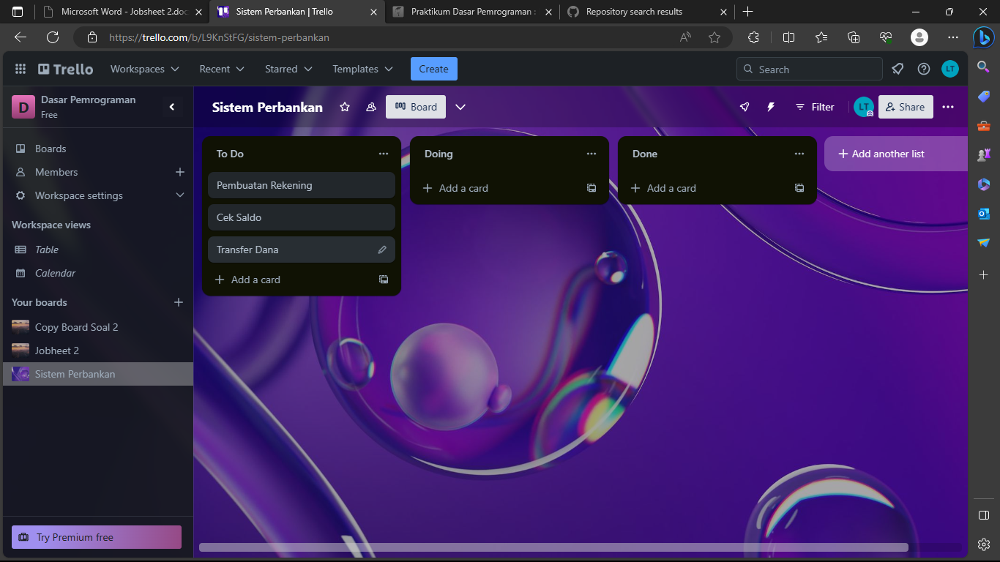 Microsoft Word - Jobsheet 2.doc
Sistem Perbankan | Trello
Praktikum Dasar Pemrograman :
Repository search results
https://trello.com/b/L9KnStFG/sistem-perbankan
Trello
Workspaces
Recent
Starred
Templates
Create
Search
LT
D
Dasar Pemrograman
Free
Sistem Perbankan
Board
Filter
LT
Share
Boards
Members
Workspace settings
Workspace views
Table
Calendar
Your boards
Copy Board Soal 2
Jobheet 2
Sistem Perbankan
Try Premium free
To Do
Pembuatan Rekening
Cek Saldo
Transfer Dana
Add a card
Doing
Add a card
Done
Add a card
Add another list